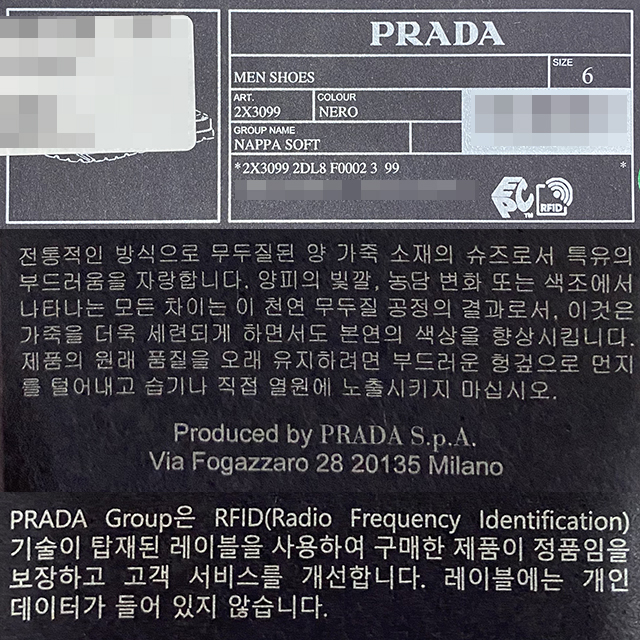 PRADA
MEN SHOES
SIZE
6
ART.
2X3099
COLOUR
NERO
GROUP NAME
NAPPA SOFT
*2X3099 2DL8 F0002 3 99 *
EPC TM RFID
전통적인 방식으로 무두질된 양 가죽 소재의 슈즈로서 특유의
부드러움을 자랑합니다. 양피의 빛깔, 농담 변화 또는 색조에서
나타나는 모든 차이는 이 천연 무두질 공정의 결과로서, 이것은
가죽을 더욱 세련되게 하면서도 본연의 색상을 향상시킵니다.
제품의 원래 품질을 오래 유지하려면 부드러운 헝겊으로 먼지
를 털어내고 습기나 직접 열원에 노출시키지 마십시오.
Produced by PRADA S.p.A.
Via Fogazzaro 28 20135 Milano
PRADA Group은 RFID(Radio Frequency Identification)
기술이 탑재된 레이블을 사용하여 구매한 제품이 정품임을
보장하고 고객 서비스를 개선합니다. 레이블에는 개인
데이터가 들어 있지 않습니다.